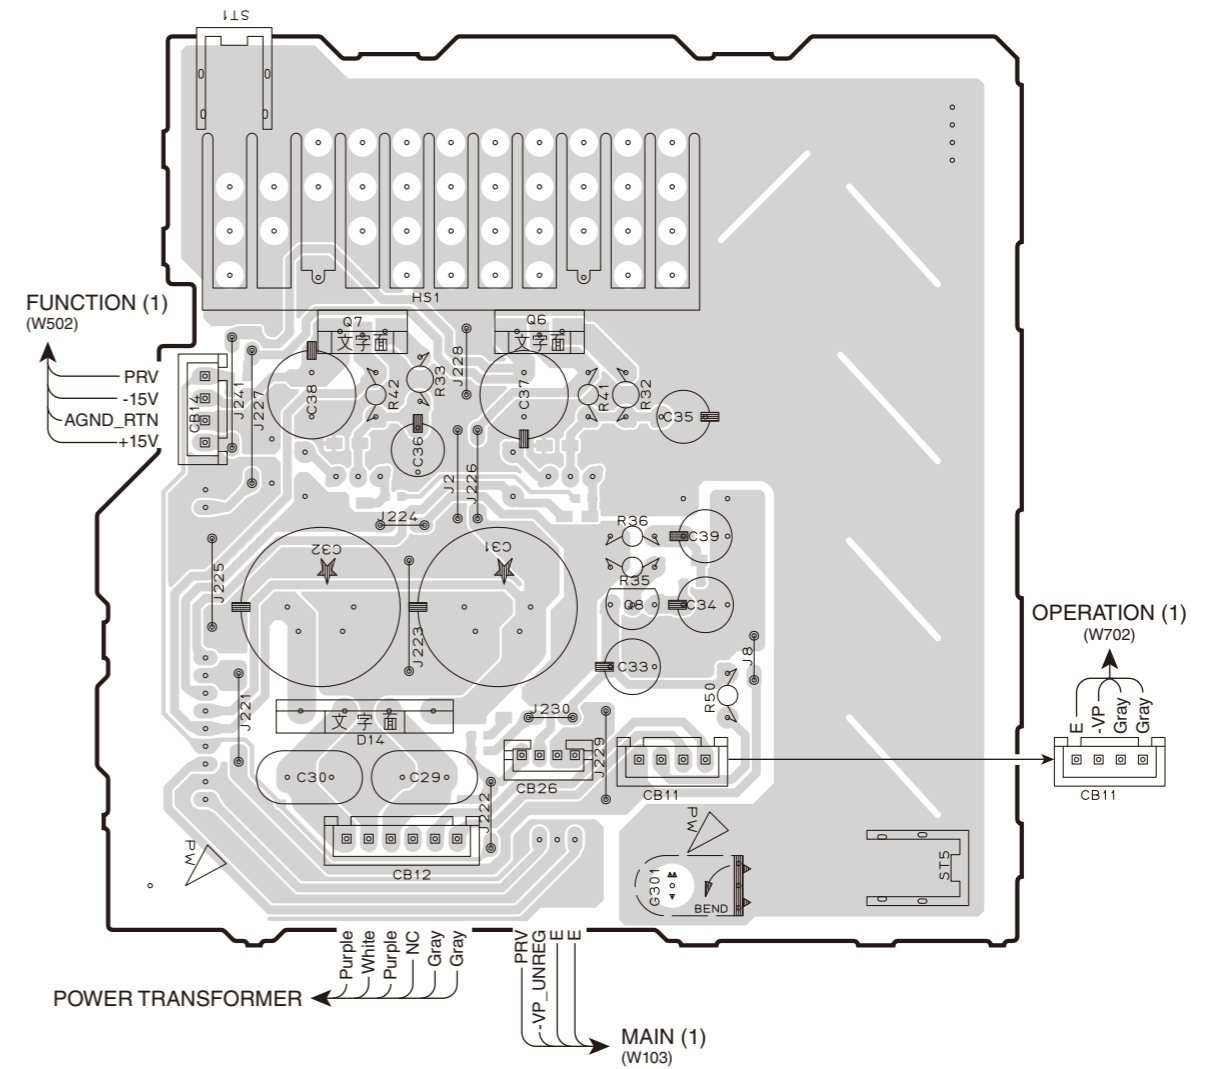 ST1
HS1
FUNCTION (1)
(W502)
PRV
-15V
AGND_RTN
+15V
CB14
J241
J227
Q7
文字面
Q6
文字面
C38
R42
R33
J228
C37
R41
R32
C35
C36
J2
J226
J224
R36
C39
R35
Q8
C34
C33
C32
C31
J225
J223
J221
J8
R50
OPERATION (1)
(W702)
E
-VP
Gray
Gray
CB11
文字面
D14
J230
J229
CB26
CB11
C30
C29
J222
CB12
PW
PW
G301
BEND
ST5
Purple
White
Purple
NC
Gray
Gray
POWER TRANSFORMER
PRV
-VP_UNREG
E
E
MAIN (1)
(W103)